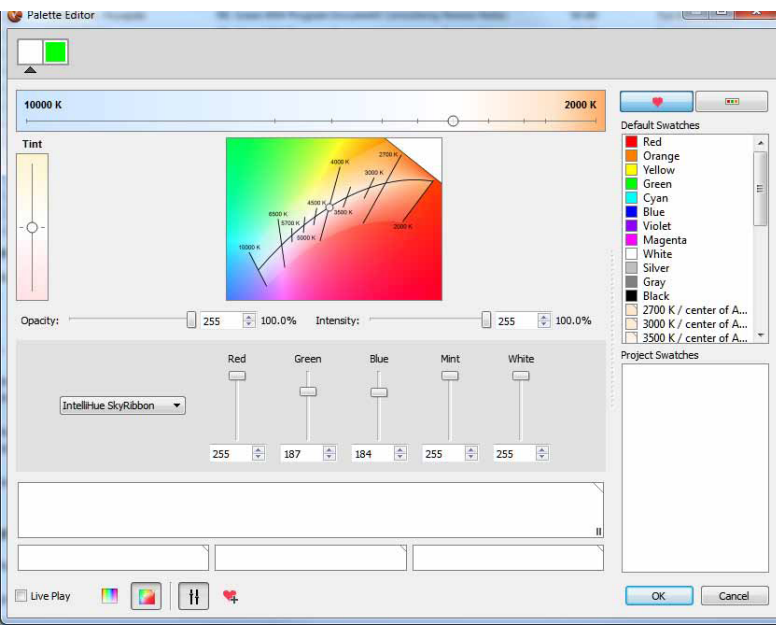 Palette Editor
10000 K 2000 K
Tint
4000 K
2700 K
3000 K
4500 K
3500 K
6500 K
5700 K
5000 K
2000 K
10000 K
Opacity: 255 100.0% Intensity: 255 100.0%
Red Green Blue Mint White
IntelliHue SkyRibbon
255 187 184 255 255
Live Play
Default Swatches
Red
Orange
Yellow
Green
Cyan
Blue
Violet
Magenta
White
Silver
Gray
Black
2700 K / center of A...
3000 K / center of A...
3500 K / center of A...
Project Swatches
OK Cancel